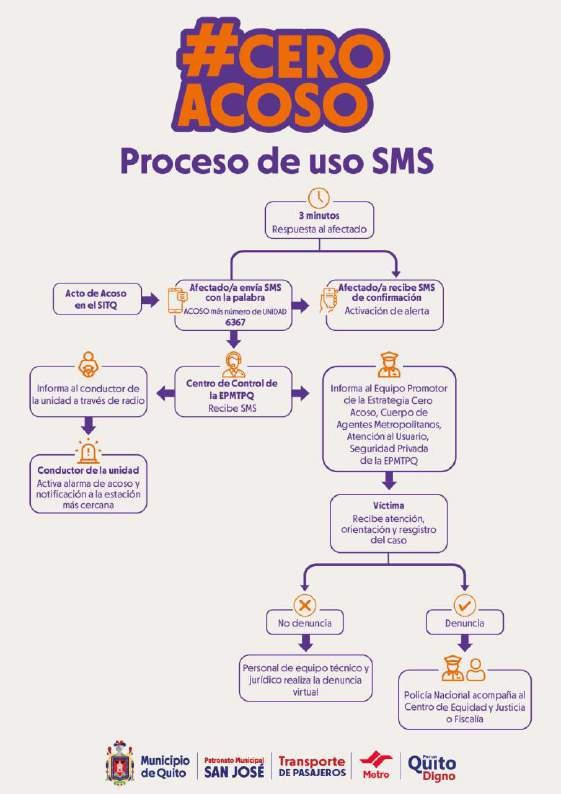 #CERO
ACOSO
Proceso de uso SMS
3 minutos
Respuesta al afectado
Acto de Acoso
en el SITQ
Afectado/a envía SMS
con la palabra
ACOSO más número de UNIDAD
6367
Afectado/a recibe SMS
de confirmación
Activación de alerta
Informa al conductor de
la unidad a través de radio
Centro de Control de
la EPMTPQ
Recibe SMS
Informa al Equipo Promotor
de la Estrategia Cero
Acoso, Cuerpo de
Agentes Metropolitanos,
Atención al Usuario,
Seguridad Privada
de la EPMTPQ
Conductor de la unidad
Activa alarma de acoso y
notificación a la estación
más cercana
Víctima
Recibe atención,
orientación y resgistro
del caso
No denuncia
Denuncia
Personal de equipo técnico y
jurídico realiza la denuncia
virtual
Policía Nacional acompaña al
Centro de Equidad y Justicia
o Fiscalía
Municipio
de Quito
Patronato Municipal
SAN JOSÉ
Transporte
DE PASAJEROS
Metro
Por un
Quito
Digno